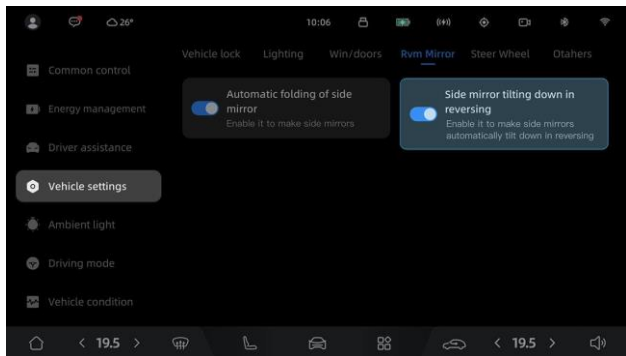 26°
10:06
Vehicle lock Lighting Win/doors Rvm Mirror Steer Wheel Otahers
Common control
Energy management
Driver assistance
Vehicle settings
Ambient light
Driving mode
Vehicle condition
Automatic folding of side
mirror
Enable it to make side mirrors
Side mirror tilting down in
reversing
Enable it to make side mirrors
automatically tilt down in reversing
< 19.5 >
< 19.5 >